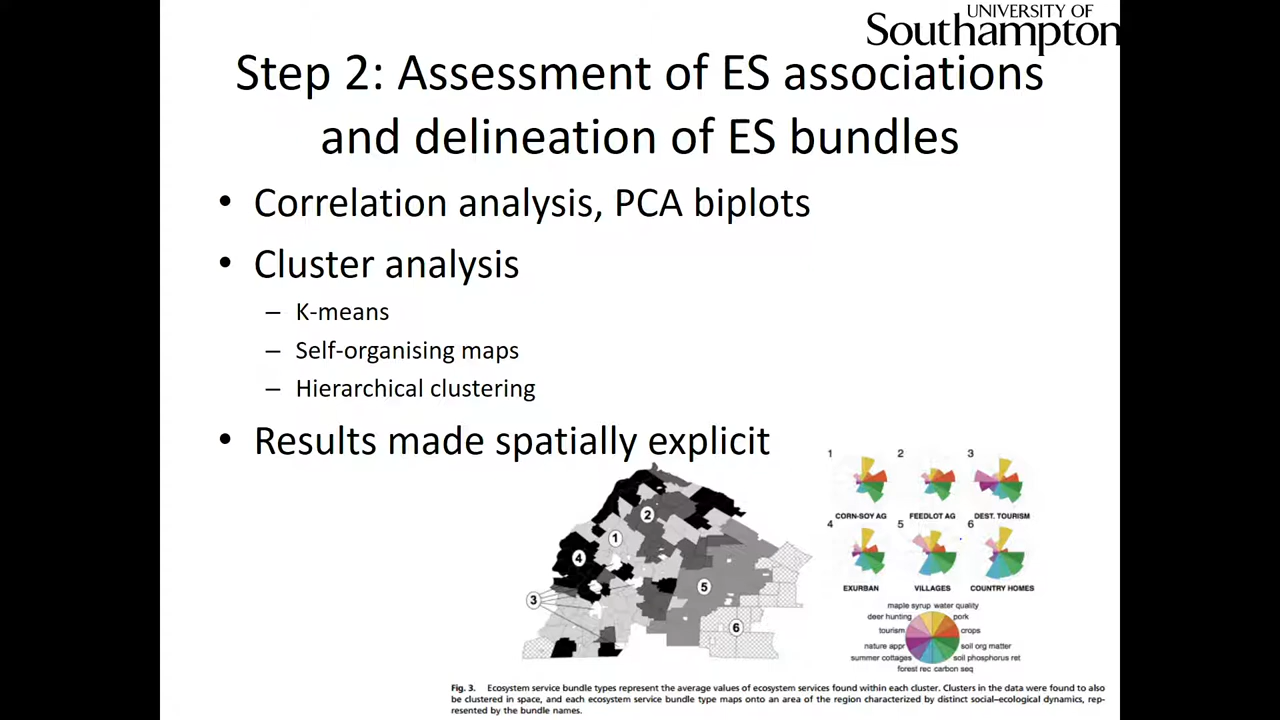 UNIVERSITY OF
Southampton
Step 2: Assessment of ES associations
and delineation of ES bundles
• Correlation analysis, PCA biplots
• Cluster analysis
– K-means
– Self-organising maps
– Hierarchical clustering
• Results made spatially explicit
1 2 3
CORN-SOY AG FEEDLOT AG DEST. TOURISM
4 5 6
EXURBAN VILLAGES COUNTRY HOMES
2
1
4
3
5
6
maple syrup water quality
deer hunting pork
tourism crops
nature appr soil org matter
summer cottages soil phosphorus ret
forest rec carbon seq
Fig. 3. Ecosystem service bundle types represent the average values of ecosystem services found within each cluster. Clusters in the data were found to also
be clustered in space, and each ecosystem service bundle type maps onto an area of the region characterized by distinct social–ecological dynamics, rep-
resented by the bundle names.